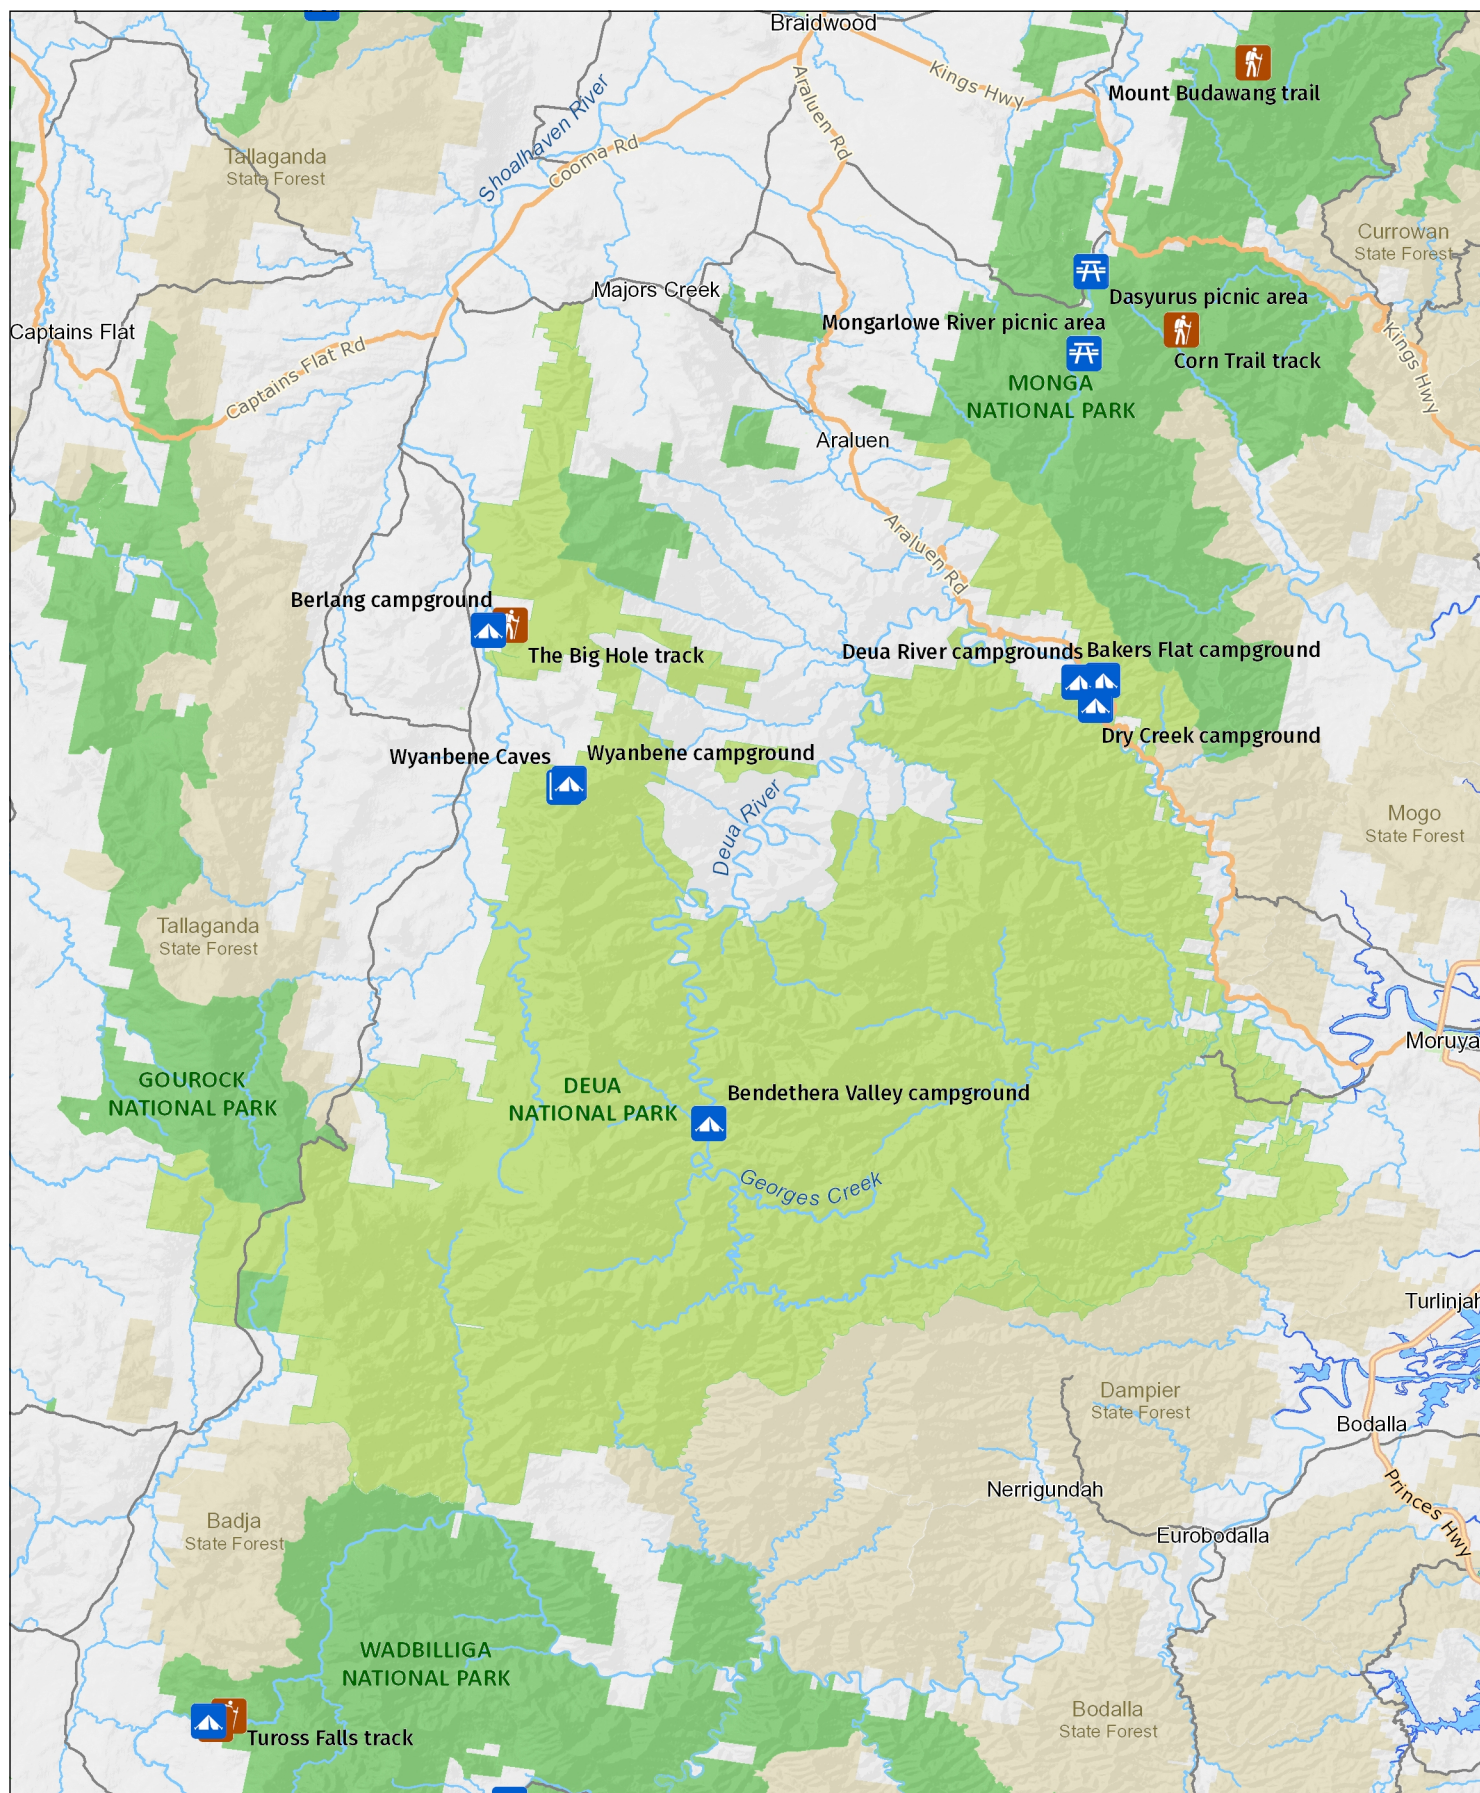 Braidwood
Kings Hwy
Mount Budawang trail
Araluen Rd
Shoalhaven River
Cooma Rd
Tallaganda
State Forest
Currowan
State Forest
Majors Creek
Dasyurus picnic area
Mongarlowe River picnic area
Captains Flat
Captains Flat Rd
Corn Trail track
Kings Hwy
MONGA
NATIONAL PARK
Araluen
Araluen Rd
Berlang campground
The Big Hole track
Deua River campgrounds
Bakers Flat campground
Dry Creek campground
Wyanbene Caves
Wyanbene campground
Deua River
Mogo
State Forest
Tallaganda
State Forest
Moruya
GOUROCK
NATIONAL PARK
DEUA
NATIONAL PARK
Bendethera Valley campground
Georges Creek
Turlinjah
Dampier
State Forest
Bodalla
Nerrigundah
Princes Hwy
Badja
State Forest
Eurobodalla
WADBILLIGA
NATIONAL PARK
Bodalla
State Forest
Tuross Falls track